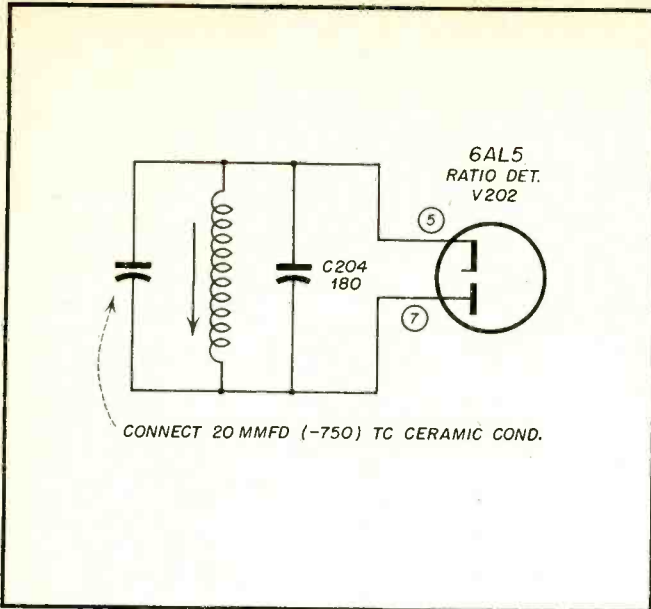 6AL5
RATIO DET.
V202
5
C204
180
7
CONNECT 20 MMFD (-750) TC CERAMIC COND.